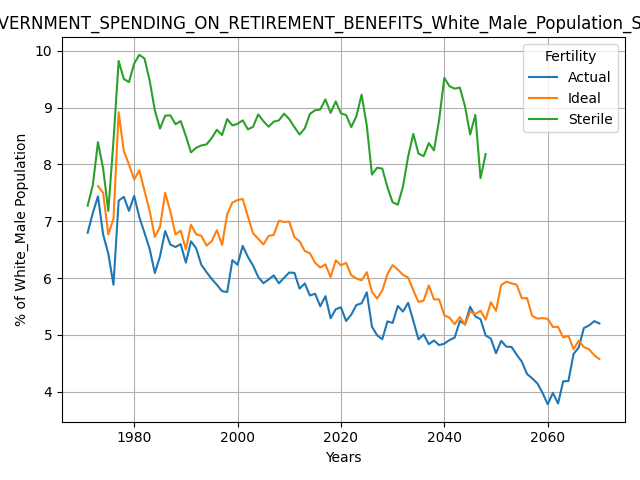 VERNMENT_SPENDING_ON_RETIREMENT_BENEFITS_White_Male_Population_S
10
9
8
7
6
5
4
% of White_Male Population
Fertility
Actual
Ideal
Sterile
1980
2000
2020
2040
2060
Years